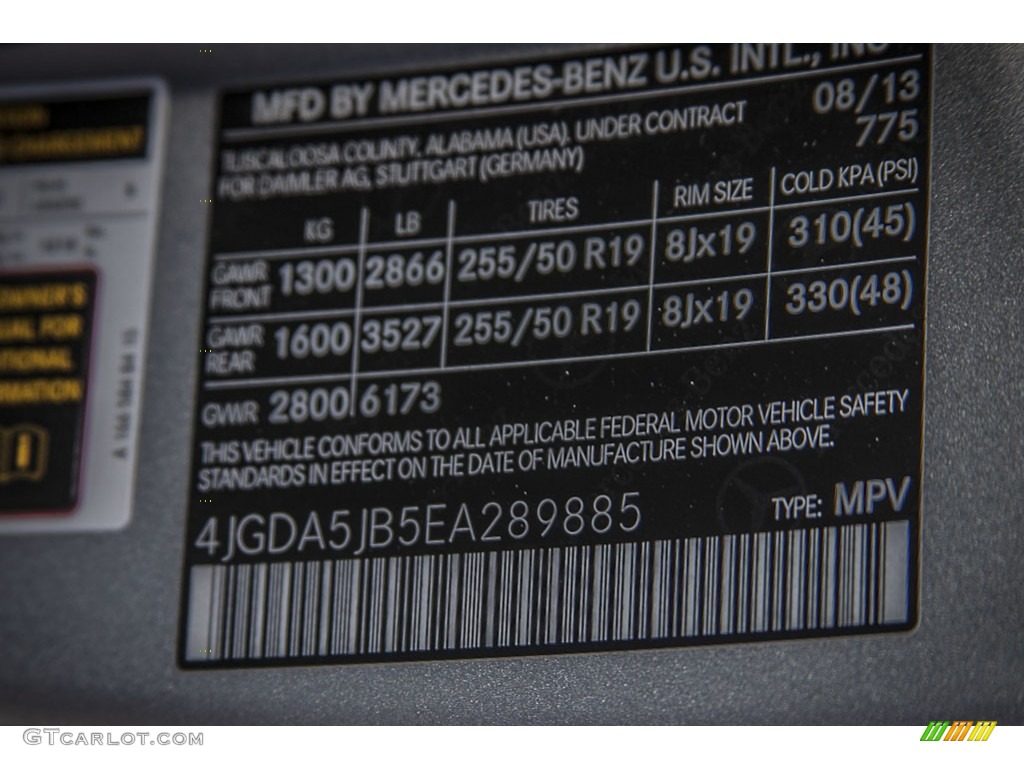 MFD BY MERCEDES-BENZ U.S. INTL., INC
08/13
TUSCALOOSA COUNTY, ALABAMA (USA). UNDER CONTRACT
775
FOR DAIMLER AG, STUTTGART (GERMANY)
KG LB TIRES RIM SIZE COLD KPA (PSI)
GAWR FRONT 1300 2866 255/50 R19 8Jx19 310(45)
GAWR REAR 1600 3527 255/50 R19 8Jx19 330(48)
GVWR 2800 6173
THIS VEHICLE CONFORMS TO ALL APPLICABLE FEDERAL MOTOR VEHICLE SAFETY
STANDARDS IN EFFECT ON THE DATE OF MANUFACTURE SHOWN ABOVE.
4JGDA5JB5EA289885 TYPE: MPV
OWNER'S
FOR
GTCARLOT.COM